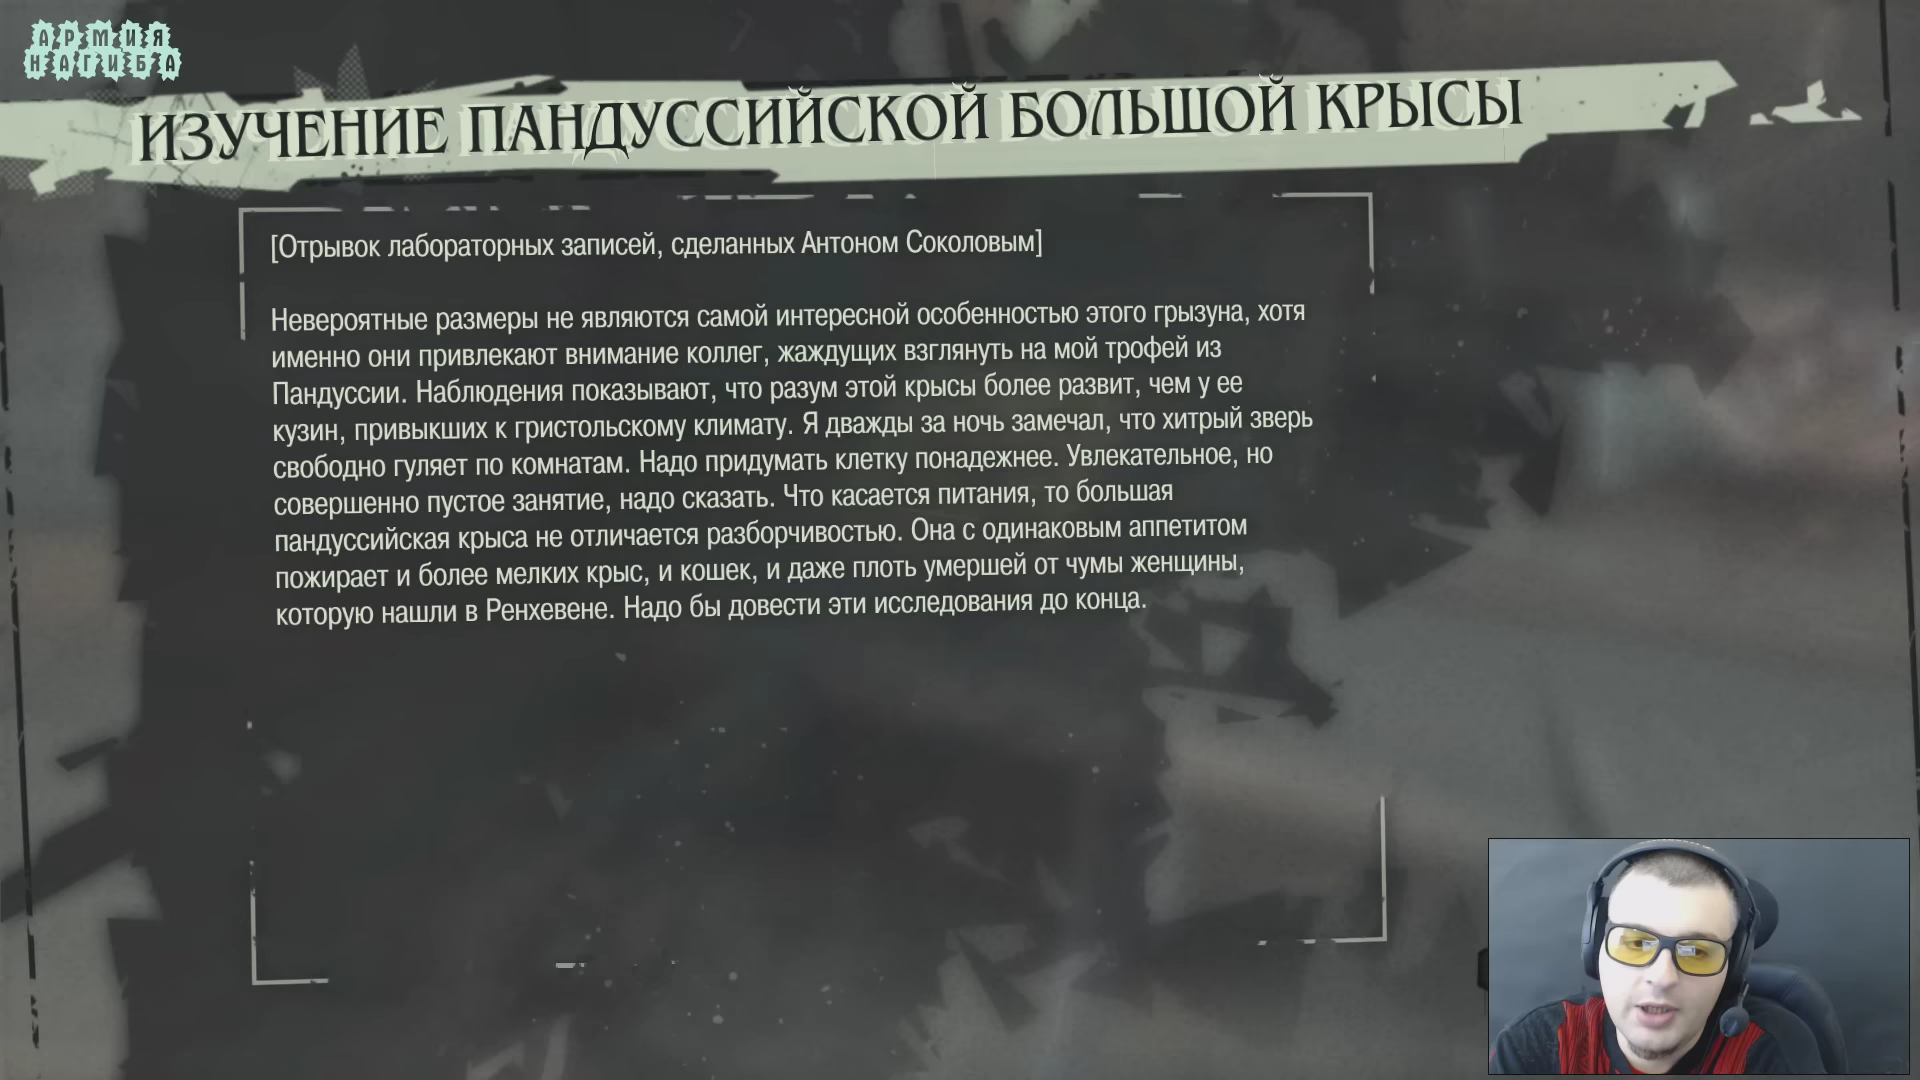 АРМИЯ
НАГИБА
ИЗУЧЕНИЕ ПАНДУССИЙСКОЙ БОЛЬШОЙ КРЫСЫ
[Отрывок лабораторных записей, сделанных Антоном Соколовым]
Невероятные размеры не являются самой интересной особенностью этого грызуна, хотя
именно они привлекают внимание коллег, жаждущих взглянуть на мой трофей из
Пандуссии. Наблюдения показывают, что разум этой крысы более развит, чем у ее
кузин, привыкших к гристольскому климату. Я дважды за ночь замечал, что хитрый зверь
свободно гуляет по комнатам. Надо придумать клетку понадежнее. Увлекательное, но
совершенно пустое занятие, надо сказать. Что касается питания, то большая
пандуссийская крыса не отличается разборчивостью. Она с одинаковым аппетитом
пожирает и более мелких крыс, и кошек, и даже плоть умершей от чумы женщины,
которую нашли в Ренхевене. Надо бы довести эти исследования до конца.